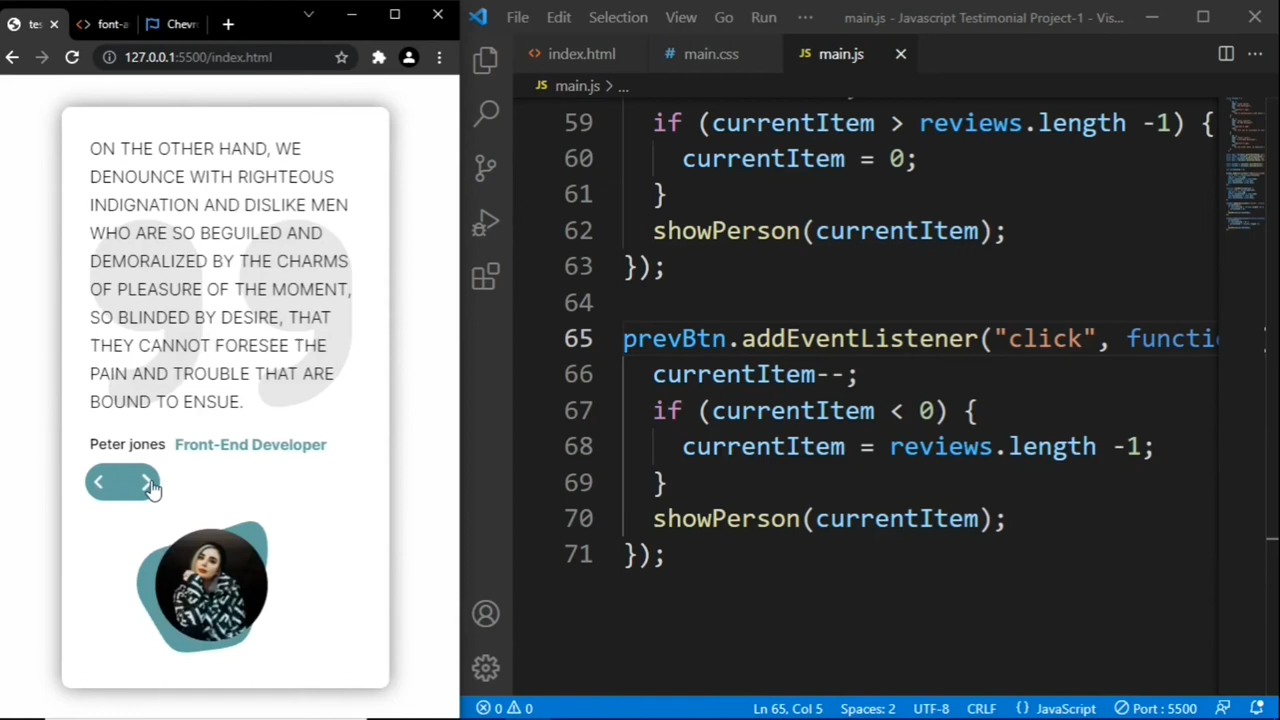 te:
font-a
Chevr
127.0.0.1:5500/index.html
ON THE OTHER HAND, WE
DENOUNCE WITH RIGHTEOUS
INDIGNATION AND DISLIKE MEN
WHO ARE SO BEGUILED AND
DEMORALIZED BY THE CHARMS
OF PLEASURE OF THE MOMENT,
SO BLINDED BY DESIRE, THAT
THEY CANNOT FORESEE THE
PAIN AND TROUBLE THAT ARE
BOUND TO ENSUE.
Peter jones Front-End Developer
File Edit Selection View Go Run ··· main.js - Javascript Testimonial Project-1 - Vis...
index.html
main.css
JS main.js
JS main.js > ...
59 if (currentItem > reviews.length -1) {
60 currentItem = 0;
61 }
62 showPerson(currentItem);
63 });
64
65 prevBtn.addEventListener("click", functio
66 currentItem--;
67 if (currentItem < 0) {
68 currentItem = reviews.length -1;
69 }
70 showPerson(currentItem);
71 });
0 0 Ln 65, Col 5 Spaces: 2 UTF-8 CRLF {} JavaScript Port : 5500